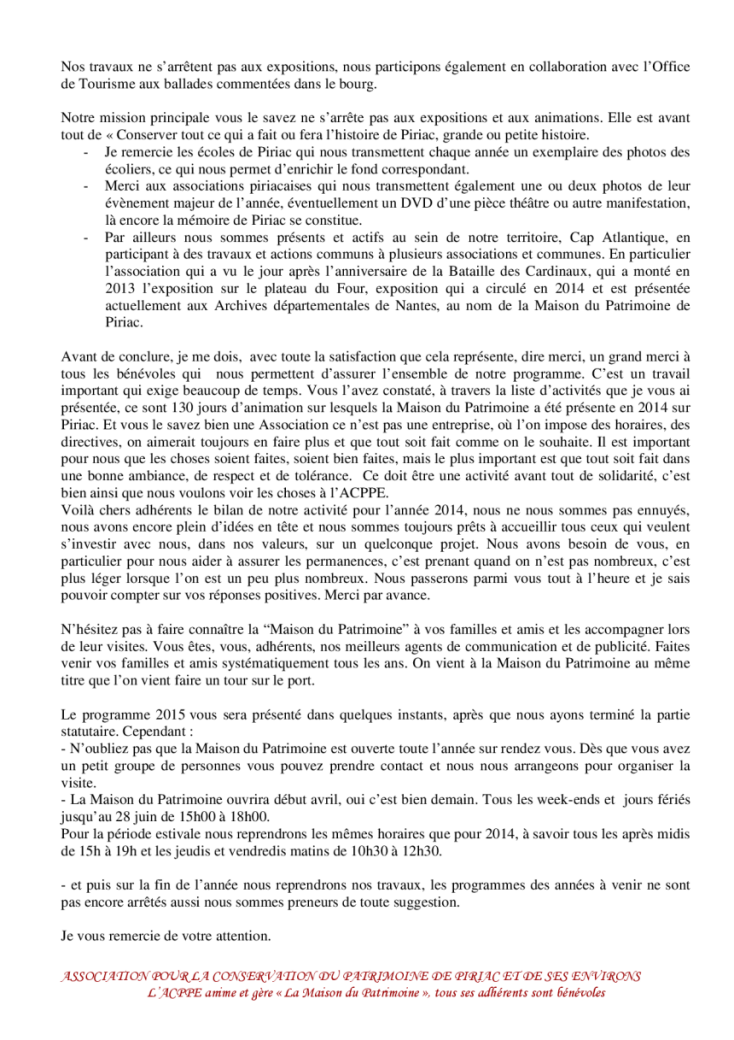 Nos travaux ne s’arrêtent pas aux expositions, nous participons également en collaboration avec l’Office
de Tourisme aux ballades commentées dans le bourg.
Notre mission principale vous le savez ne s’arrête pas aux expositions et aux animations. Elle est avant
tout de « Conserver tout ce qui a fait ou fera l’histoire de Piriac, grande ou petite histoire.
- Je remercie les écoles de Piriac qui nous transmettent chaque année un exemplaire des photos des
écoliers, ce qui nous permet d’enrichir le fond correspondant.
- Merci aux associations piriacaises qui nous transmettent également une ou deux photos de leur
évènement majeur de l’année, éventuellement un DVD d’une pièce théâtre ou autre manifestation,
là encore la mémoire de Piriac se constitue.
- Par ailleurs nous sommes présents et actifs au sein de notre territoire, Cap Atlantique, en
participant à des travaux et actions communs à plusieurs associations et communes. En particulier
l’association qui a vu le jour après l’anniversaire de la Bataille des Cardinaux, qui a monté en
2013 l’exposition sur le plateau du Four, exposition qui a circulé en 2014 et est présentée
actuellement aux Archives départementales de Nantes, au nom de la Maison du Patrimoine de
Piriac.
Avant de conclure, je me dois, avec toute la satisfaction que cela représente, dire merci, un grand merci à
tous les bénévoles qui nous permettent d’assurer l’ensemble de notre programme. C’est un travail
important qui exige beaucoup de temps. Vous l’avez constaté, à travers la liste d’activités que je vous ai
présentée, ce sont 130 jours d’animation sur lesquels la Maison du Patrimoine a été présente en 2014 sur
Piriac. Et vous le savez bien une Association ce n’est pas une entreprise, où l’on impose des horaires, des
directives, on aimerait toujours en faire plus et que tout soit fait comme on le souhaite. Il est important
pour nous que les choses soient faites, soient bien faites, mais le plus important est que tout soit fait dans
une bonne ambiance, de respect et de tolérance. Ce doit être une activité avant tout de solidarité, c’est
bien ainsi que nous voulons voir les choses à l’ACPPE.
Voilà chers adhérents le bilan de notre activité pour l’année 2014, nous ne nous sommes pas ennuyés,
nous avons encore plein d’idées en tête et nous sommes toujours prêts à accueillir tous ceux qui veulent
s’investir avec nous, dans nos valeurs, sur un quelconque projet. Nous avons besoin de vous, en
particulier pour nous aider à assurer les permanences, c’est prenant quand on n’est pas nombreux, c’est
plus léger lorsque l’on est un peu plus nombreux. Nous passerons parmi vous tout à l’heure et je sais
pouvoir compter sur vos réponses positives. Merci par avance.
N’hésitez pas à faire connaître la “Maison du Patrimoine” à vos familles et amis et les accompagner lors
de leur visites. Vous êtes, vous, adhérents, nos meilleurs agents de communication et de publicité. Faites
venir vos familles et amis systématiquement tous les ans. On vient à la Maison du Patrimoine au même
titre que l’on vient faire un tour sur le port.
Le programme 2015 vous sera présenté dans quelques instants, après que nous ayons terminé la partie
statutaire. Cependant :
- N’oubliez pas que la Maison du Patrimoine est ouverte toute l’année sur rendez vous. Dès que vous avez
un petit groupe de personnes vous pouvez prendre contact et nous nous arrangeons pour organiser la
visite.
- La Maison du Patrimoine ouvrira début avril, oui c’est bien demain. Tous les week-ends et jours fériés
jusqu’au 28 juin de 15h00 à 18h00.
Pour la période estivale nous reprendrons les mêmes horaires que pour 2014, à savoir tous les après midis
de 15h à 19h et les jeudis et vendredis matins de 10h30 à 12h30.
- et puis sur la fin de l’année nous reprendrons nos travaux, les programmes des années à venir ne sont
pas encore arrêtés aussi nous sommes preneurs de toute suggestion.
Je vous remercie de votre attention.
ASSOCIATION POUR LA CONSERVATION DU PATRIMOINE DE PIRIAC ET DE SES ENVIRONS
L’ACPPE anime et gère « La Maison du Patrimoine », tous ses adhérents sont bénévoles